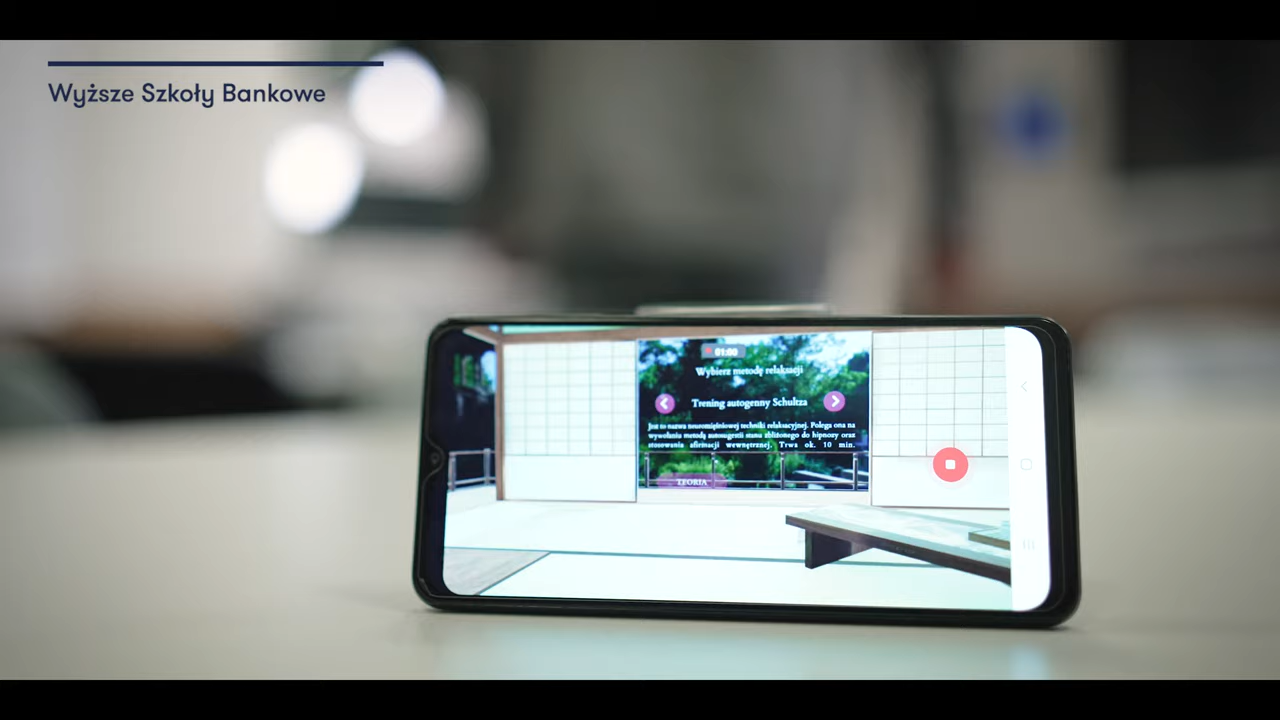 Wyższe Szkoły Bankowe
01:00
Wybierz metodę relaksacji
Trening autogenny Schultza
Jest to nazwa neuromięśniowej techniki relaksacyjnej. Polega ona na
wywołaniu metodą autosugestii stanu zbliżonego do hipnozy oraz
stosowania afirmacji wewnętrznej. Trwa ok. 10 min.
TEORIA